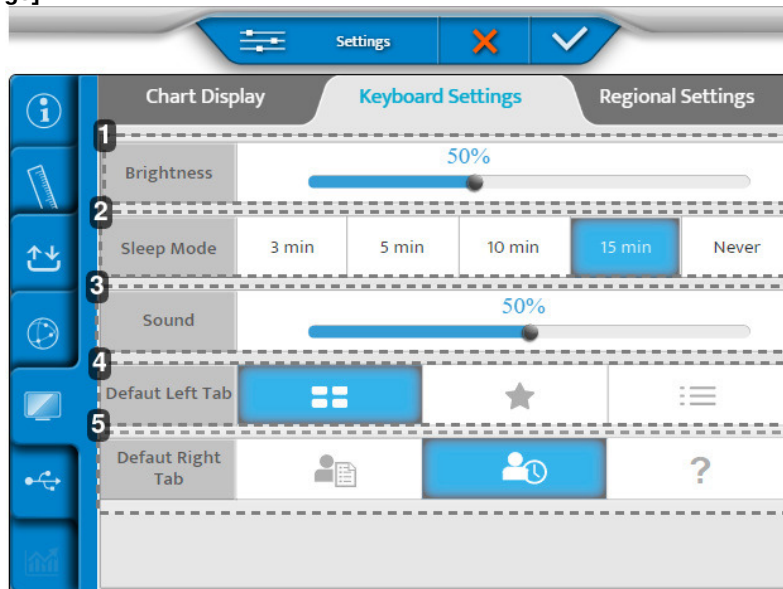 ge]
Settings
Chart Display Keyboard Settings Regional Settings
1
50%
Brightness
2
Sleep Mode 3 min 5 min 10 min 15 min Never
3
50%
Sound
4
Defaut Left Tab
5
Defaut Right
Tab
?